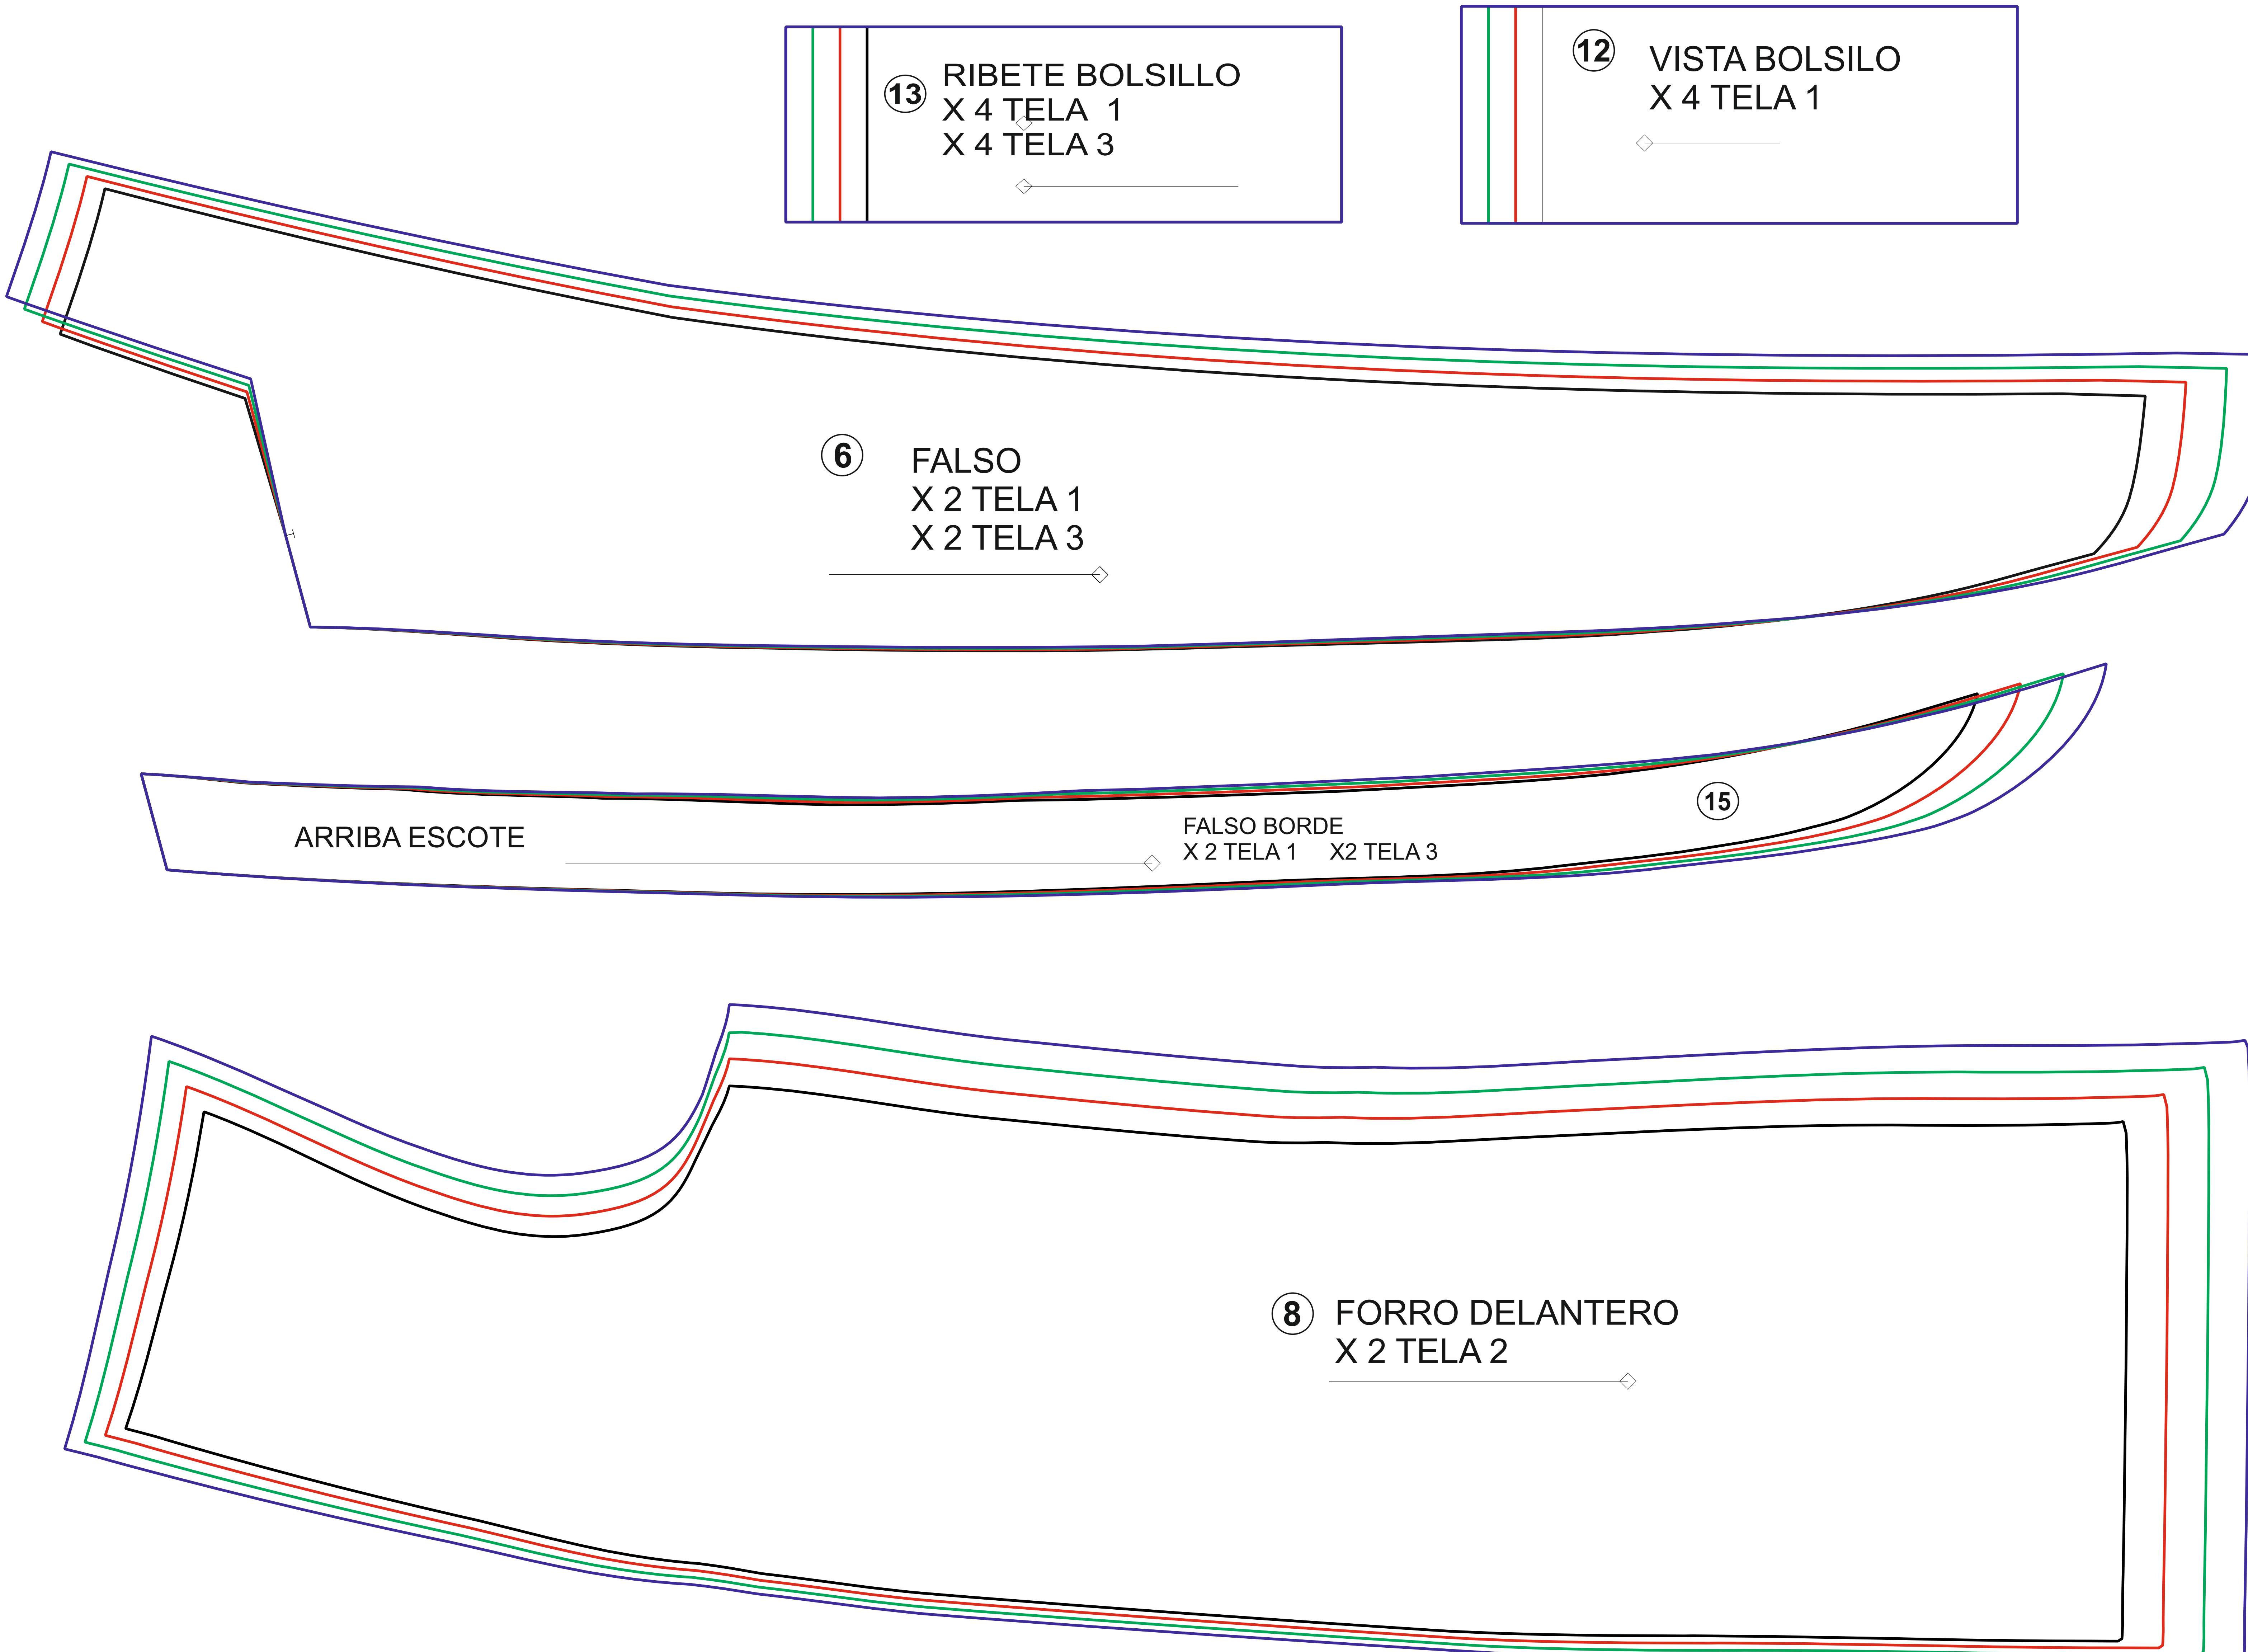 13 RIBETE BOLSILLO
X 4 TELA 1
X 4 TELA 3
12 VISTA BOLSILO
X 4 TELA 1
6 FALSO
X 2 TELA 1
X 2 TELA 3
ARRIBA ESCOTE
FALSO BORDE
X 2 TELA 1 X2 TELA 3
15
8 FORRO DELANTERO
X 2 TELA 2